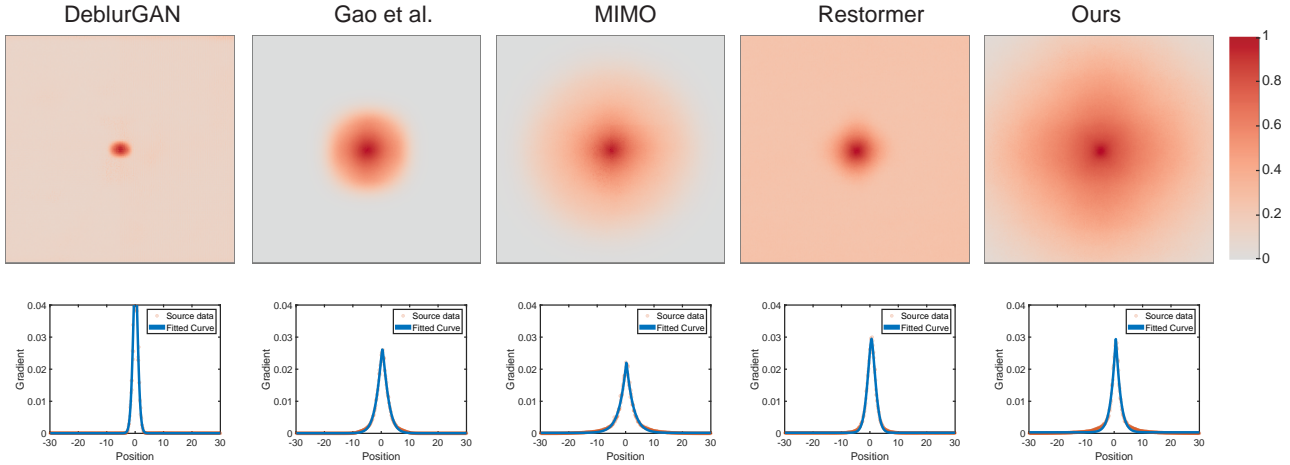 DeblurGAN Gao et al. MIMO Restormer Ours
1
0.8
0.6
0.4
0.2
0
0.04
0.03
0.02
0.01
0
Gradient
Source data
Fitted Curve
-30 -20 -10 0 10 20 30
Position
0.04
0.03
0.02
0.01
0
Gradient
Source data
Fitted Curve
-30 -20 -10 0 10 20 30
Position
0.04
0.03
0.02
0.01
0
Gradient
Source data
Fitted Curve
-30 -20 -10 0 10 20 30
Position
0.04
0.03
0.02
0.01
0
Gradient
Source data
Fitted Curve
-30 -20 -10 0 10 20 30
Position
0.04
0.03
0.02
0.01
0
Gradient
Source data
Fitted Curve
-30 -20 -10 0 10 20 30
Position